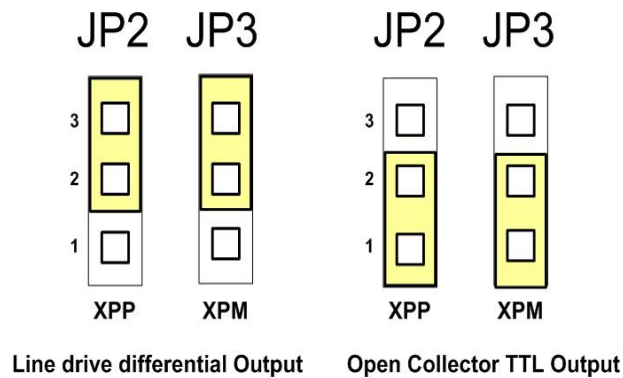 JP2 JP3 JP2 JP3
3 3
2 2
1 1
XPP XPM XPP XPM
Line drive differential Output Open Collector TTL Output